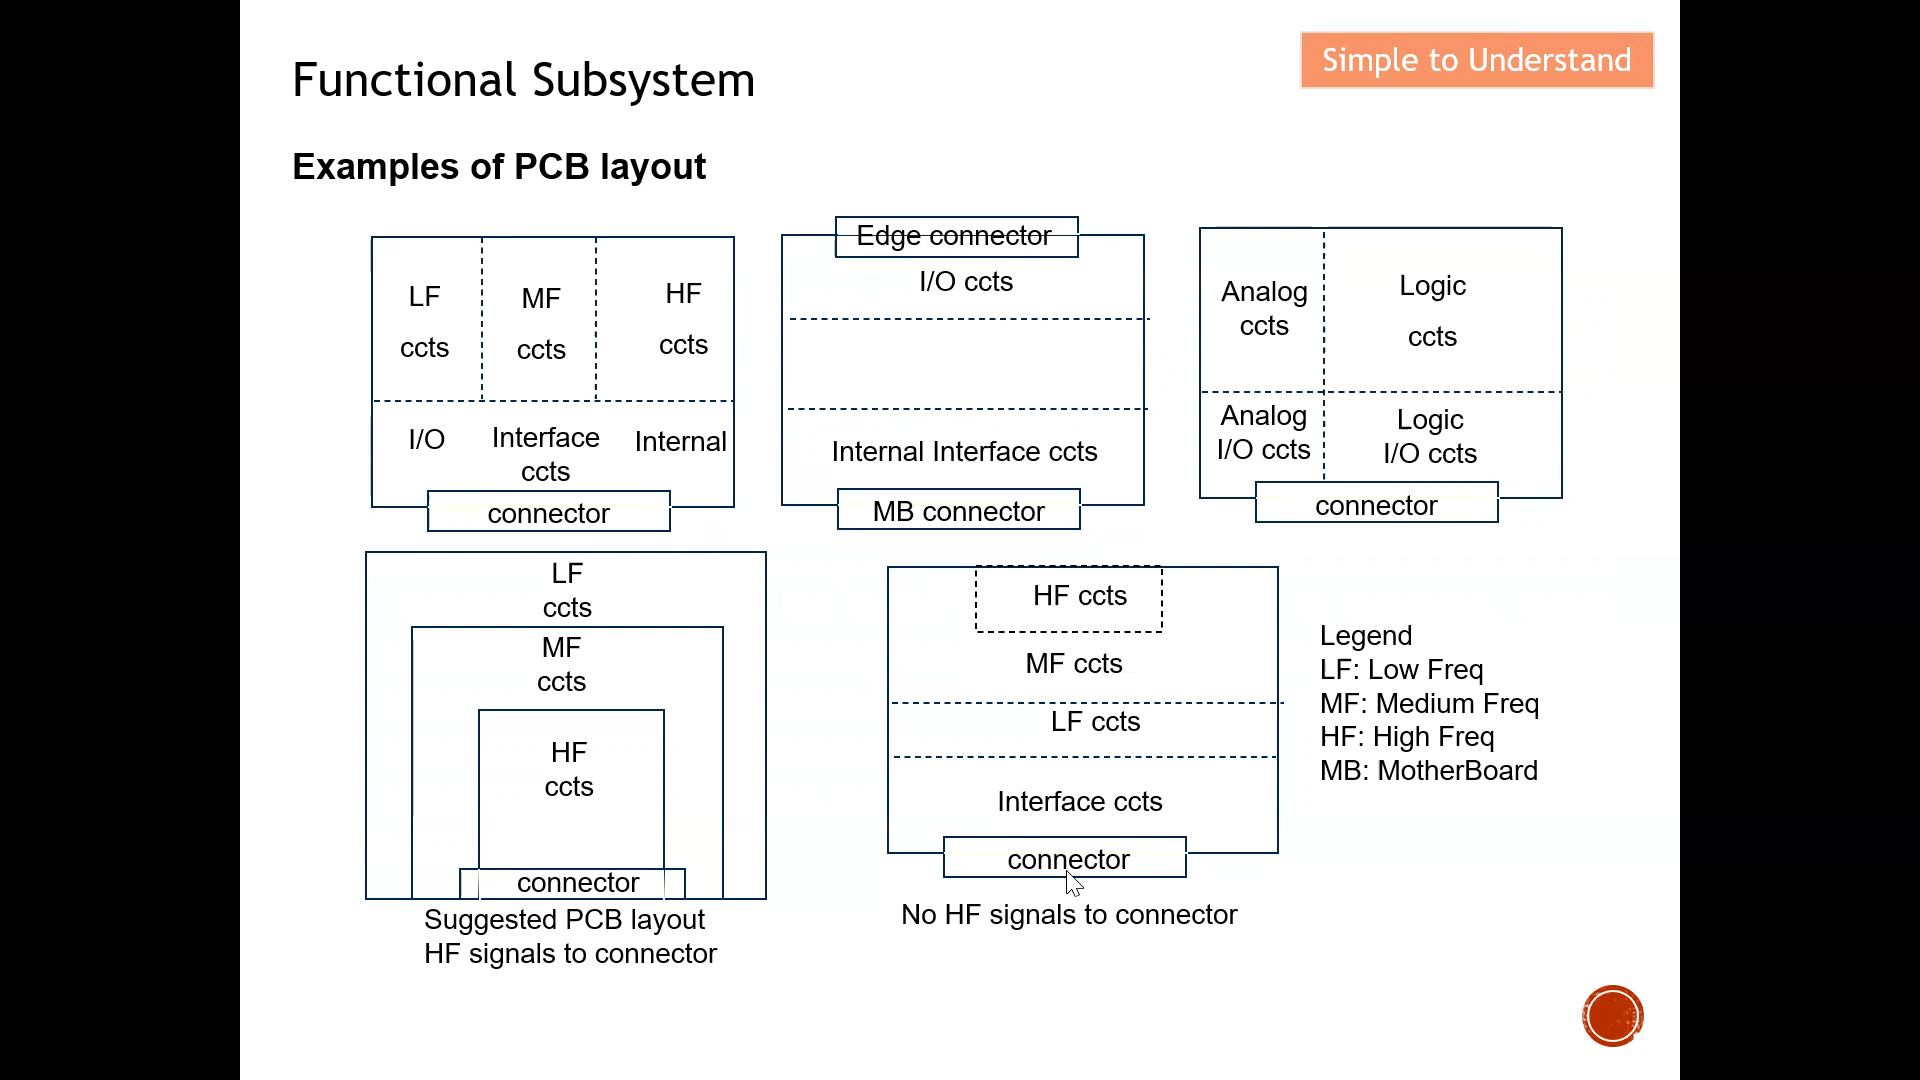 Simple to Understand
Functional Subsystem
Examples of PCB layout
LF
ccts
MF
ccts
HF
ccts
I/O
Interface
ccts
Internal
connector
Edge connector
I/O ccts
Internal Interface ccts
MB connector
Analog
ccts
Logic
ccts
Analog
I/O ccts
Logic
I/O ccts
connector
LF
ccts
MF
ccts
HF
ccts
connector
Suggested PCB layout
HF signals to connector
HF ccts
MF ccts
LF ccts
Interface ccts
connector
No HF signals to connector
Legend
LF: Low Freq
MF: Medium Freq
HF: High Freq
MB: MotherBoard